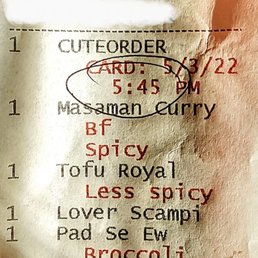 1 CUTEORDER
CARD: 5/3/22
5:45 PM
1 Masaman Curry
Bf
Spicy
1 Tofu Royal
Less spicy
1 Lover Scampi
1 Pad Se Ew
Broccoli